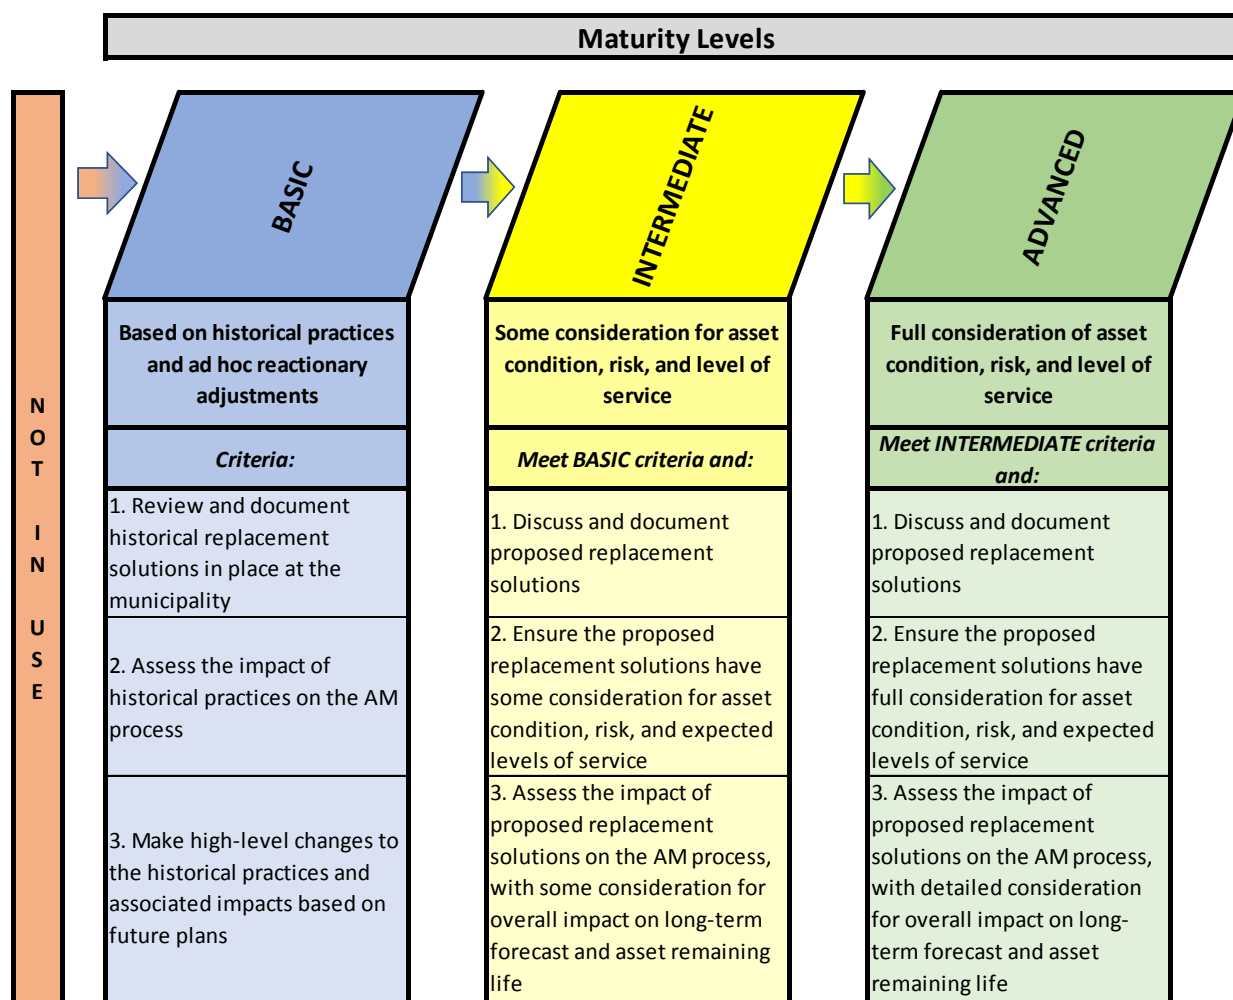 Maturity Levels
NOT IN USE
BASIC
Based on historical practices
and ad hoc reactionary
adjustments
Criteria:
1. Review and document
historical replacement
solutions in place at the
municipality
2. Assess the impact of
historical practices on the AM
process
3. Make high-level changes to
the historical practices and
associated impacts based on
future plans
INTERMEDIATE
Some consideration for asset
condition, risk, and level of
service
Meet BASIC criteria and:
1. Discuss and document
proposed replacement
solutions
2. Ensure the proposed
replacement solutions have
some consideration for asset
condition, risk, and expected
levels of service
3. Assess the impact of
proposed replacement
solutions on the AM process,
with some consideration for
overall impact on long-term
forecast and asset remaining
life
ADVANCED
Full consideration of asset
condition, risk, and level of
service
Meet INTERMEDIATE criteria
and:
1. Discuss and document
proposed replacement
solutions
2. Ensure the proposed
replacement solutions have
full consideration for asset
condition, risk, and expected
levels of service
3. Assess the impact of
proposed replacement
solutions on the AM process,
with detailed consideration
for overall impact on long-
term forecast and asset
remaining life